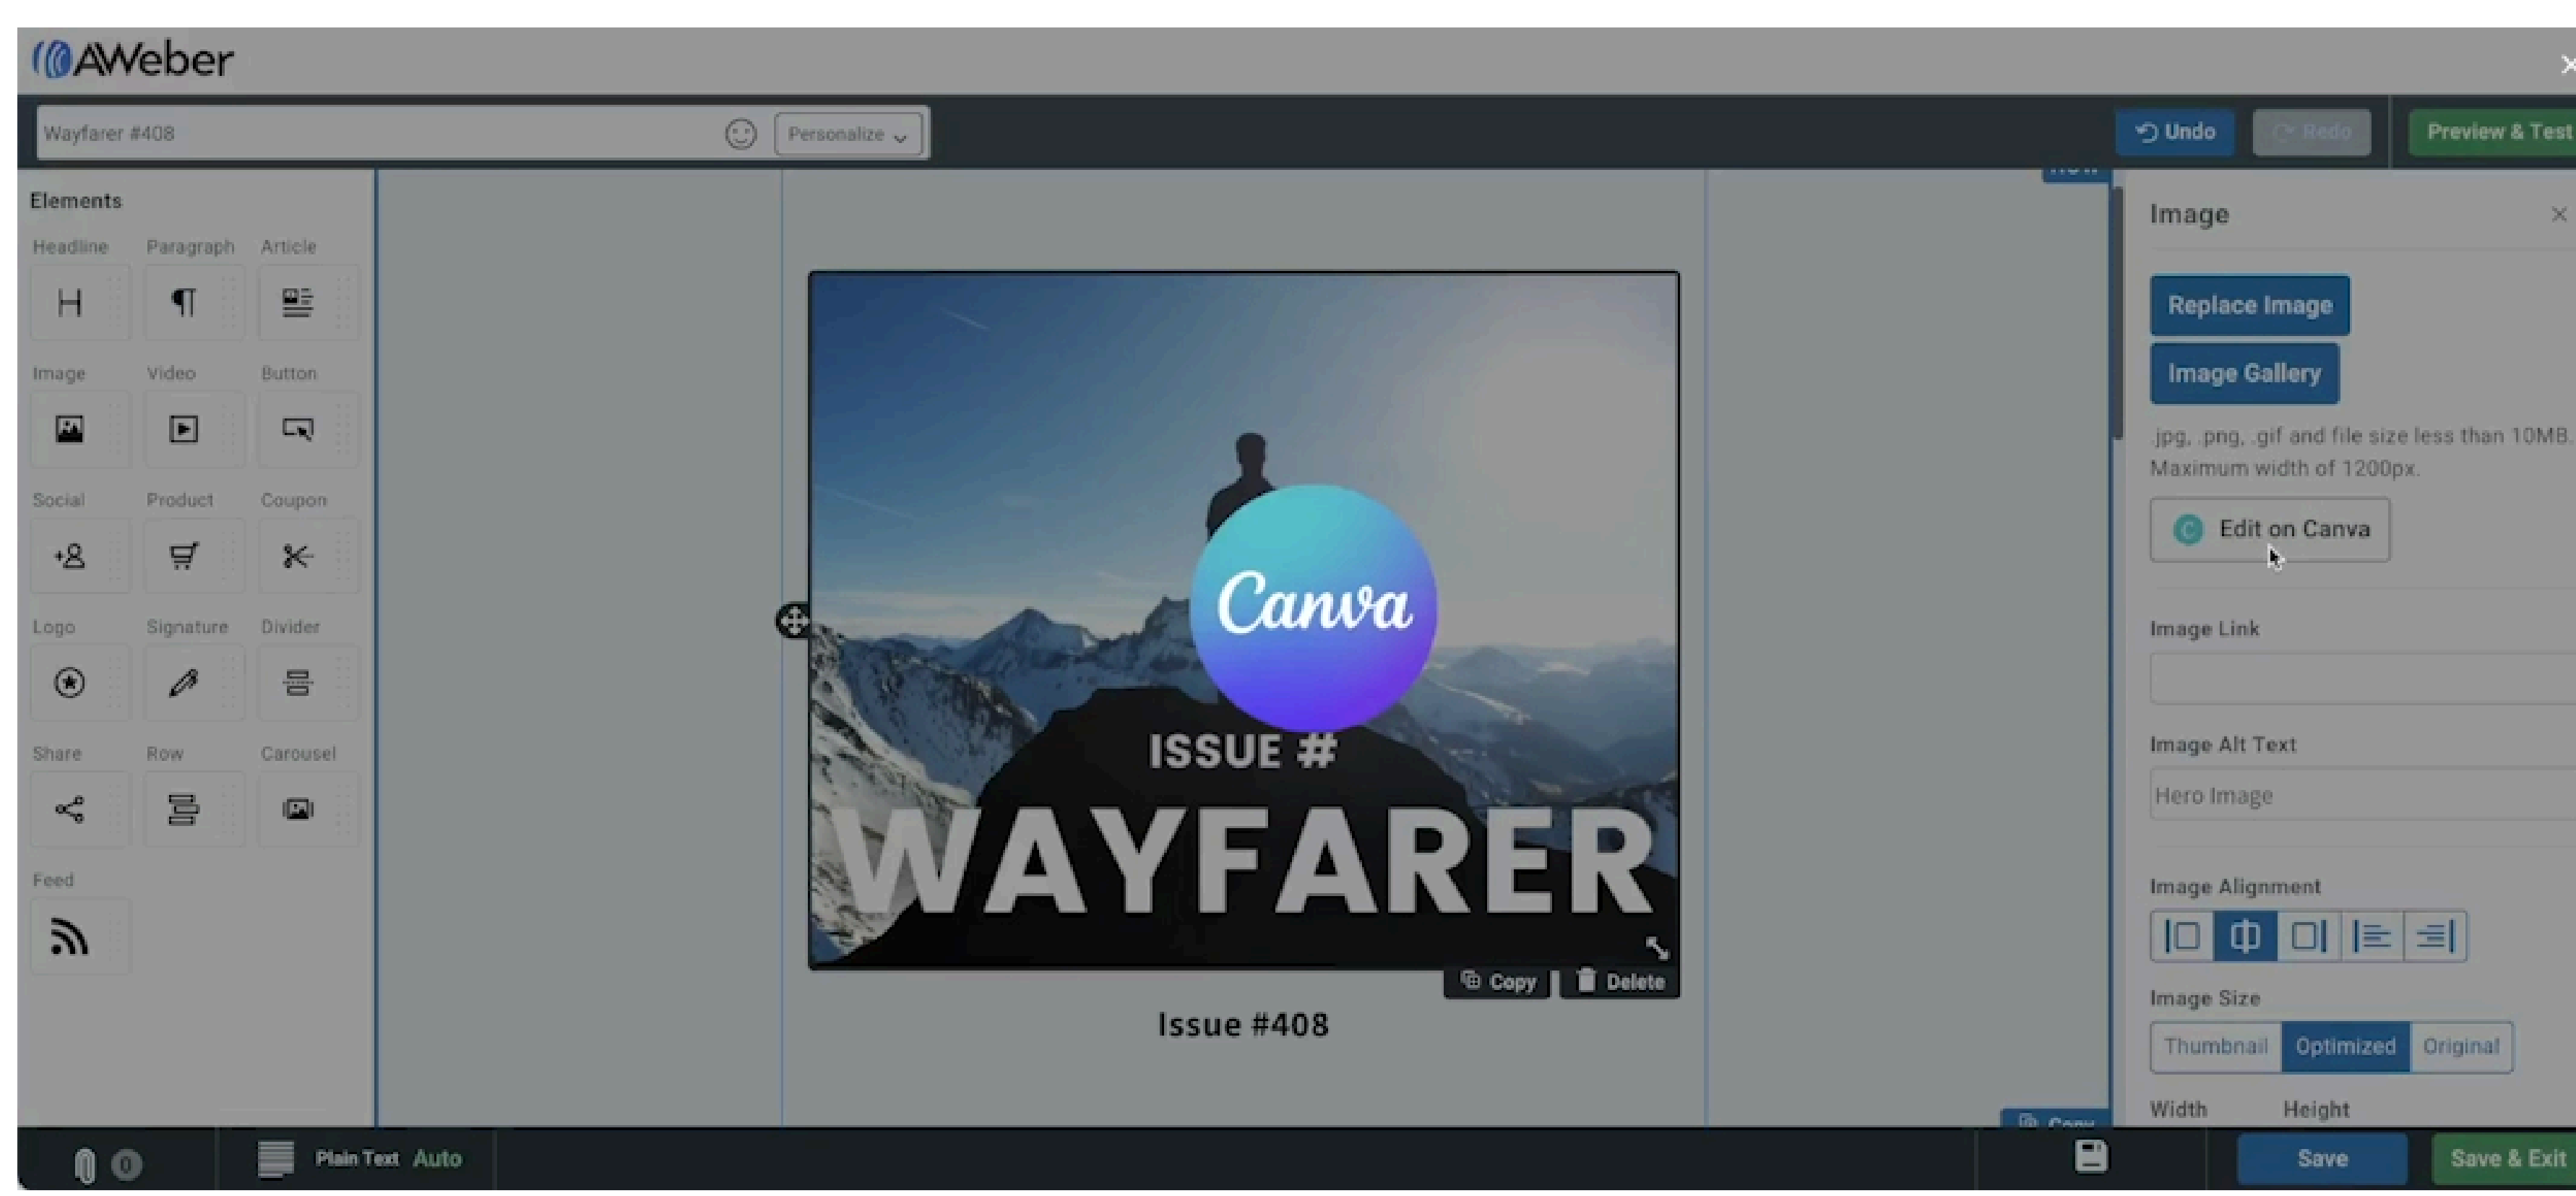 AWeber
Wayfarer #408
Personalize
Undo
Redo
Preview & Test
Elements
Headline Paragraph Article
Image Video Button
Social Product Coupon
Logo Signature Divider
Share Row Carousel
Feed
Canva
ISSUE #
WAYFARER
Copy
Delete
Issue #408
Copy
Image
Replace Image
Image Gallery
.jpg, .png, .gif and file size less than 10MB.
Maximum width of 1200px.
C Edit on Canva
Image Link
Image Alt Text
Hero Image
Image Alignment
Image Size
Thumbnail Optimized Original
Width Height
0
Plain Text Auto
Save
Save & Exit